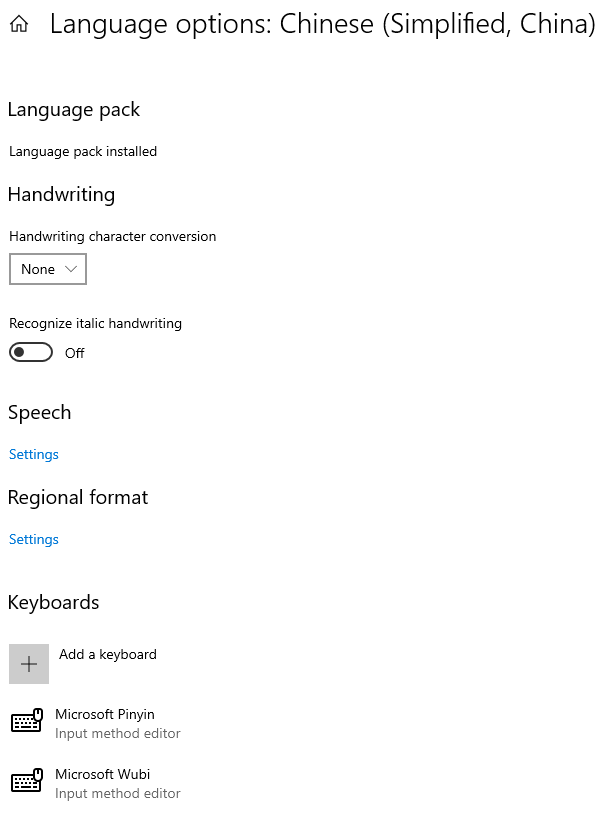 Language options: Chinese (Simplified, China)
Language pack
Language pack installed
Handwriting
Handwriting character conversion
None
Recognize italic handwriting
Off
Speech
Settings
Regional format
Settings
Keyboards
Add a keyboard
Microsoft Pinyin
Input method editor
Microsoft Wubi
Input method editor